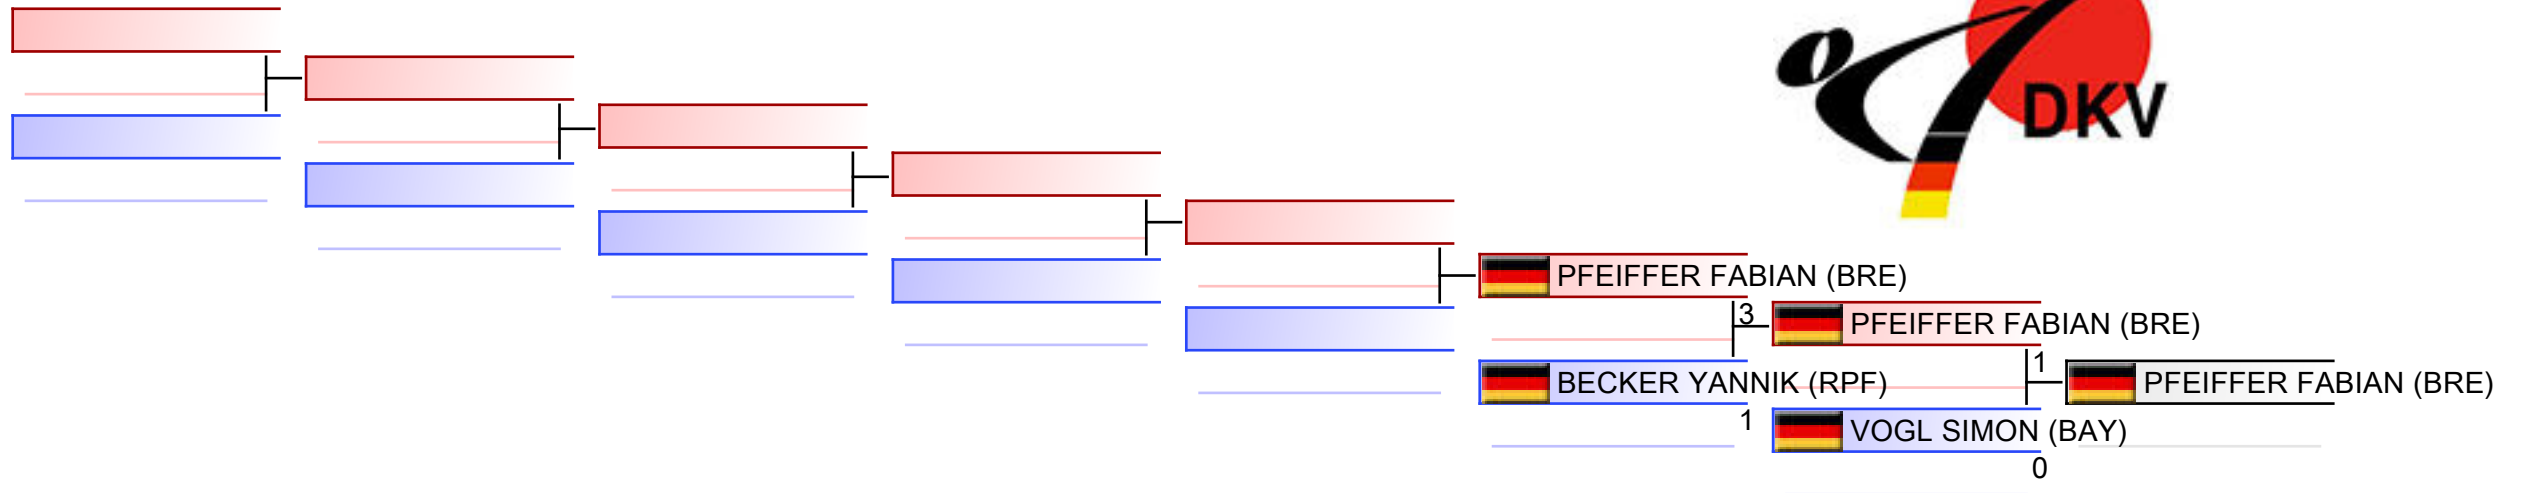 DKV
PFEIFFER FABIAN (BRE)
3
PFEIFFER FABIAN (BRE)
1
BECKER YANNIK (RPF)
PFEIFFER FABIAN (BRE)
1
VOGL SIMON (BAY)
0